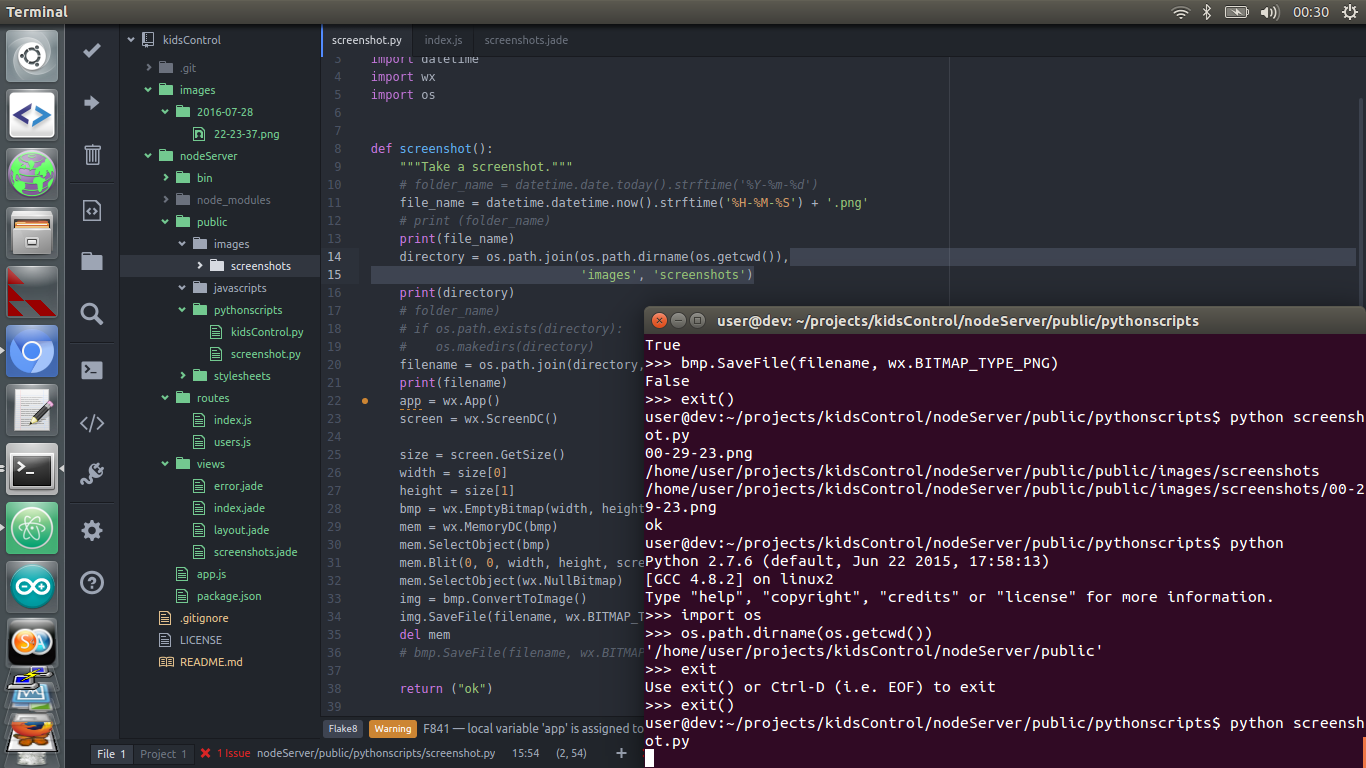 Terminal
00:30
kidsControl
.git
images
2016-07-28
22-23-37.png
nodeServer
bin
node_modules
public
images
screenshots
javascripts
pythonscripts
kidsControl.py
screenshot.py
stylesheets
routes
index.js
users.js
views
error.jade
index.jade
layout.jade
screenshots.jade
app.js
package.json
.gitignore
LICENSE
README.md
screenshot.py index.js screenshots.jade
3 import datetime
4 import wx
5 import os
6
7
8 def screenshot():
9 """Take a screenshot."""
10 # folder_name = datetime.date.today().strftime('%Y-%m-%d')
11 file_name = datetime.datetime.now().strftime('%H-%M-%S') + '.png'
12 # print (folder_name)
13 print(file_name)
14 directory = os.path.join(os.path.dirname(os.getcwd()),
15 'images', 'screenshots')
16 print(directory)
17 # folder_name)
18 # if os.path.exists(directory):
19 # os.makedirs(directory)
20 filename = os.path.join(directory,
21 print(filename)
22 app = wx.App()
23 screen = wx.ScreenDC()
24
25 size = screen.GetSize()
26 width = size[0]
27 height = size[1]
28 bmp = wx.EmptyBitmap(width, height
29 mem = wx.MemoryDC(bmp)
30 mem.SelectObject(bmp)
31 mem.Blit(0, 0, width, height, scre
32 mem.SelectObject(wx.NullBitmap)
33 img = bmp.ConvertToImage()
34 img.SaveFile(filename, wx.BITMAP_T
35 del mem
36 # bmp.SaveFile(filename, wx.BITMAP
37
38 return ("ok")
39
Flake8 Warning F841 — local variable 'app' is assigned to
File 1 Project 1 1 Issue nodeServer/public/pythonscripts/screenshot.py 15:54 (2, 54) +
user@dev: ~/projects/kidsControl/nodeServer/public/pythonscripts
True
>>> bmp.SaveFile(filename, wx.BITMAP_TYPE_PNG)
False
>>> exit()
user@dev:~/projects/kidsControl/nodeServer/public/pythonscripts$ python screensh
ot.py
00-29-23.png
/home/user/projects/kidsControl/nodeServer/public/public/images/screenshots
/home/user/projects/kidsControl/nodeServer/public/public/images/screenshots/00-2
9-23.png
ok
user@dev:~/projects/kidsControl/nodeServer/public/pythonscripts$ python
Python 2.7.6 (default, Jun 22 2015, 17:58:13)
[GCC 4.8.2] on linux2
Type "help", "copyright", "credits" or "license" for more information.
>>> import os
>>> os.path.dirname(os.getcwd())
'/home/user/projects/kidsControl/nodeServer/public'
>>> exit
Use exit() or Ctrl-D (i.e. EOF) to exit
>>> exit()
user@dev:~/projects/kidsControl/nodeServer/public/pythonscripts$ python screensh
ot.py